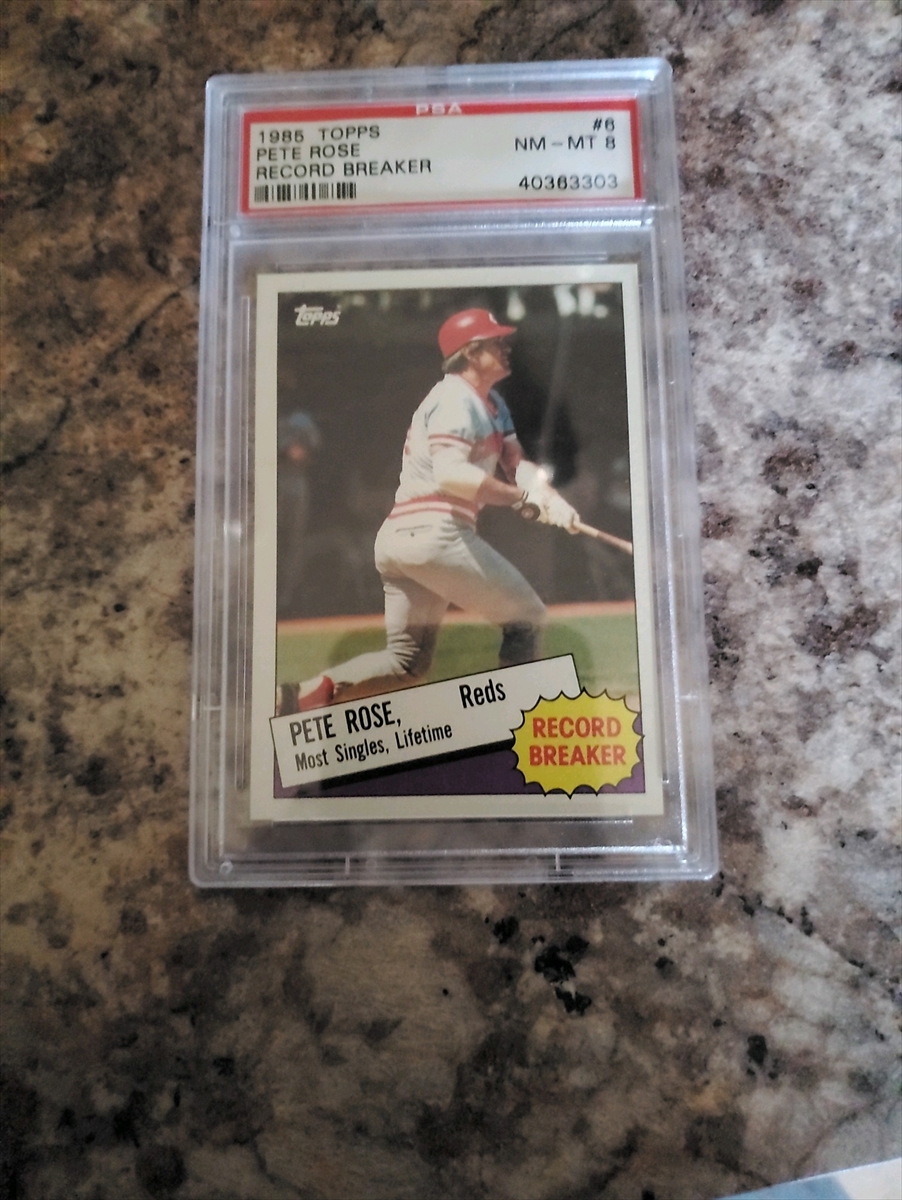 PSA
1985 TOPPS
PETE ROSE
RECORD BREAKER
#6
NM - MT 8
40363303
Topps
PETE ROSE, Reds
Most Singles, Lifetime
RECORD
BREAKER